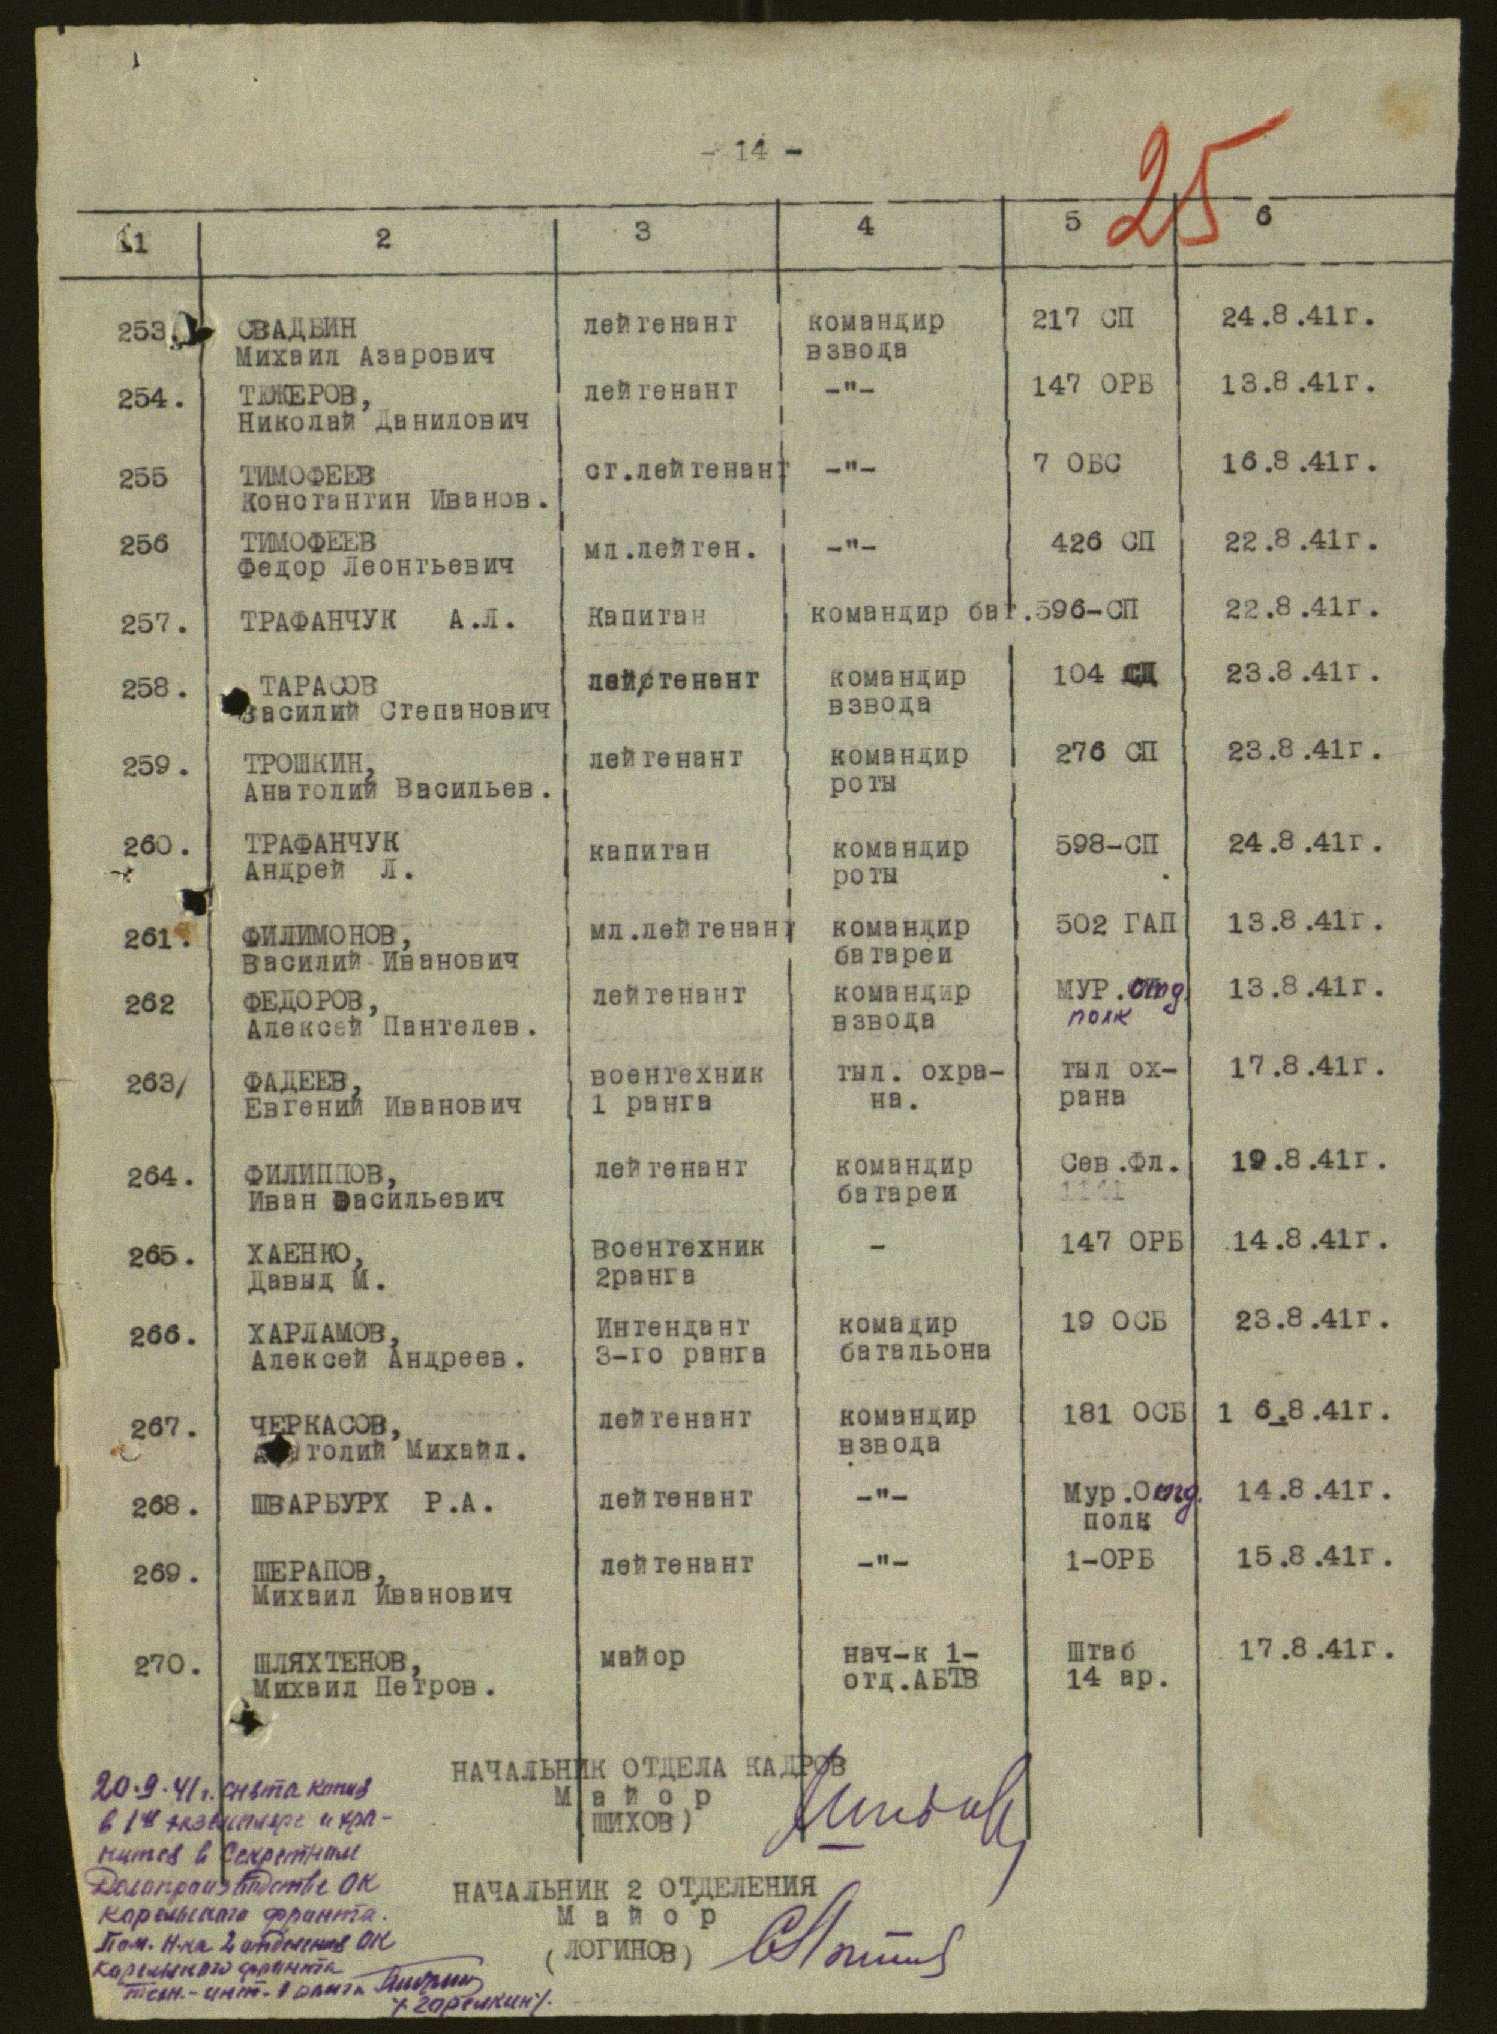 - 14 -
25
1 2 3 4 5 6
253. СВАДЬИН лейтенант командир 217 СП 24.8.41г.
Михаил Азарович взвода
254. ТЮЖЕРОВ, лейтенант -"- 147 ОРБ 13.8.41г.
Николай Данилович
255 ТИМОФЕЕВ ст.лейтенант -"- 7 ОБС 16.8.41г.
Константин Иванов.
256 ТИМОФЕЕВ мл.лейтен. -"- 426 СП 22.8.41г.
Федор Леонтьевич
257. ТРАФАНЧУК А.Л. Капитан командир бат. 596-СП 22.8.41г.
258. ТАРАСОВ лейтенант командир 104 СД 23.8.41г.
Василий Степанович взвода
259. ТРОШКИН, лейтенант командир 276 СП 23.8.41г.
Анатолий Васильев. роты
260. ТРАФАНЧУК капитан командир 598-СП 24.8.41г.
Андрей Л. роты
261. ФИЛИМОНОВ, мл.лейтенант командир 502 ГАП 13.8.41г.
Василий Иванович батареи
262 ФЕДОРОВ, лейтенант командир МУР.отд. 13.8.41г.
Алексей Пантелев. взвода полк
263/ ФАДЕЕВ, воентехник тыл. охра- тыл ох- 17.8.41г.
Евгений Иванович 1 ранга на. рана
264. ФИЛИППОВ, лейтенант командир Сев.Фл. 19.8.41г.
Иван Васильевич батареи 1141
265. ХАЕНКО, Воентехник - 147 ОРБ 14.8.41г.
Давыд М. 2ранга
266. ХАРЛАМОВ, Интендант комадир 19 ОСБ 23.8.41г.
Алексей Андреев. 3-го ранга батальона
267. ЧЕРКАСОВ, лейтенант командир 181 ОСБ 1 6.8.41г.
Анатолий Михайл. взвода
268. ШВАРБУРХ Р.А. лейтенант -"- Мур.Отд. 14.8.41г.
полк
269. ШЕРАПОВ, лейтенант -"- 1-ОРБ 15.8.41г.
Михаил Иванович
270. ШЛЯХТЕНОВ, майор нач-к 1- Штаб 17.8.41г.
Михаил Петров. отд.АБТВ 14 ар.
НАЧАЛЬНИК ОТДЕЛА КАДРОВ
Майор
ШИХОВ)
НАЧАЛЬНИК 2 ОТДЕЛЕНИЯ
Майор
(ЛОГИНОВ)
20.9.41г. снята копия
в 1м экземпляре и хра-
нится в Секретном
Делопроизводстве ОК
Карельского фронта.
Пом. н-ка 2 отделения ОК
Карельского фронта
техн.-инт. 1 ранга
/Горелкин/.